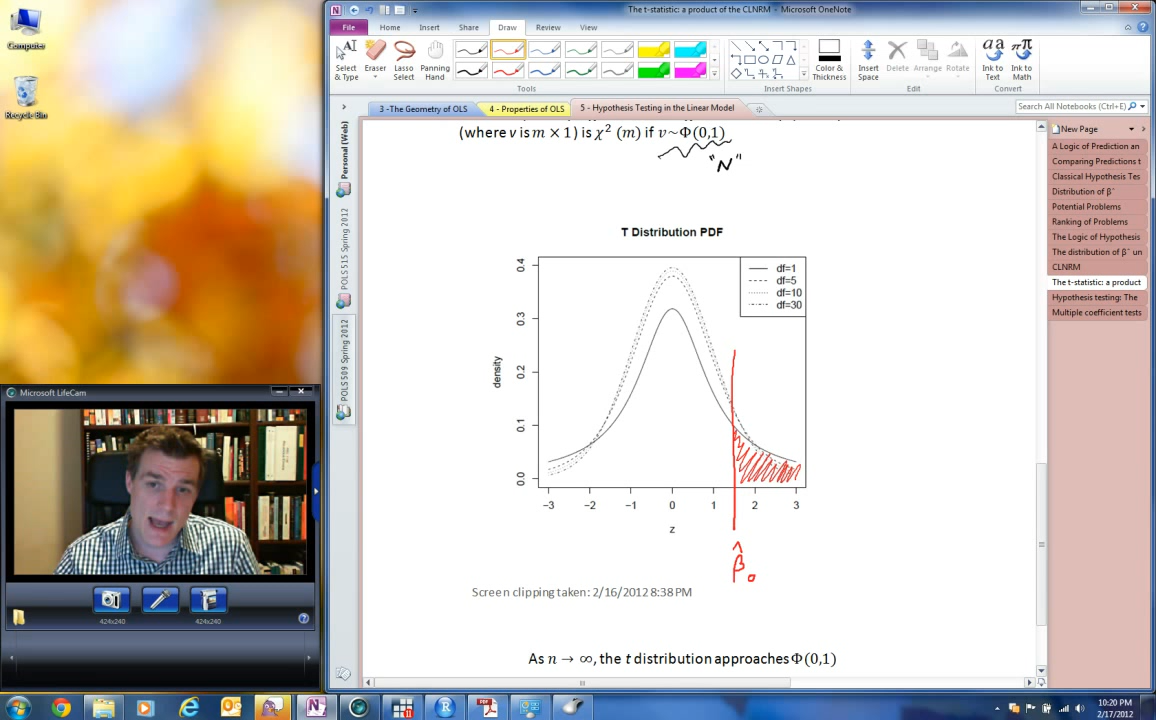 Computer
Recycle Bin
The t-statistic: a product of the CLNRM - Microsoft OneNote
File Home Insert Share Draw Review View
Select & Type
Eraser
Lasso Select
Panning Hand
Tools
Insert Shapes
Color & Thickness
Insert Space
Delete
Arrange
Rotate
Edit
Ink to Text
Ink to Math
Convert
3 -The Geometry of OLS
4 - Properties of OLS
5 - Hypothesis Testing in the Linear Model
Search All Notebooks (Ctrl+E)
Personal (Web)
POLS 515 Spring 2012
POLS 509 Spring 2012
(where v is m × 1) is χ² (m) if v~Φ(0,1)
"N"
T Distribution PDF
df=1
df=5
df=10
df=30
density
0.4
0.3
0.2
0.1
0.0
−3 −2 −1 0 1 2 3
z
β̂₀
Screen clipping taken: 2/16/2012 8:38 PM
As n → ∞, the t distribution approaches Φ(0,1)
New Page
A Logic of Prediction an
Comparing Predictions t
Classical Hypothesis Tes
Distribution of βˆ
Potential Problems
Ranking of Problems
The Logic of Hypothesis
The distribution of βˆ un
CLNRM
The t-statistic: a product
Hypothesis testing: The
Multiple coefficient tests
Microsoft LifeCam
424x240
424x240
10:20 PM
2/17/2012